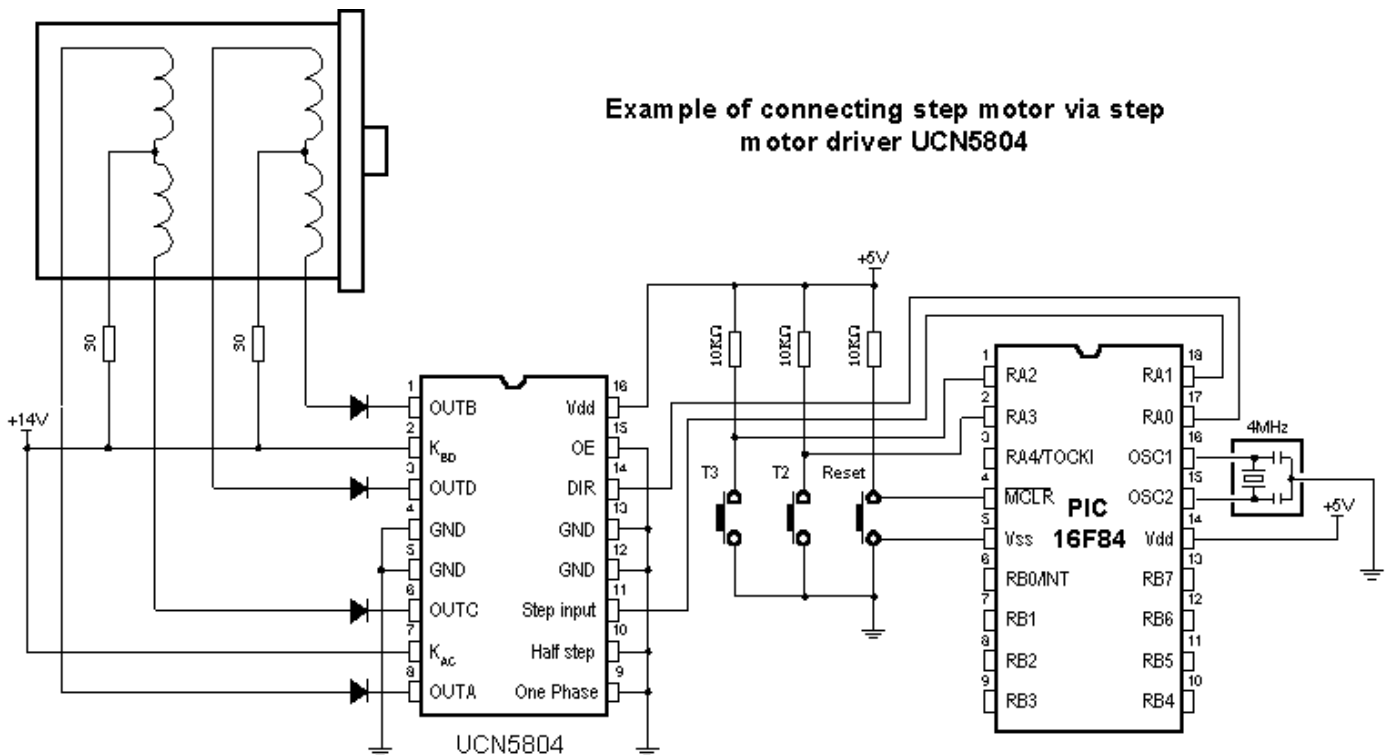 Example of connecting step motor via step
motor driver UCN5804
+5V
30
30
10KΩ
10KΩ
10KΩ
+14V
1
OUTB
2
KBD
3
OUTD
4
GND
5
GND
6
OUTC
7
KAC
8
OUTA
16
Vdd
15
OE
14
DIR
13
GND
12
GND
11
Step input
10
Half step
9
One Phase
UCN5804
T3
T2
Reset
1
RA2
2
RA3
3
RA4/TOCKI
4
MCLR
5
Vss
6
RB0/INT
7
RB1
8
RB2
9
RB3
PIC
16F84
18
RA1
17
RA0
16
OSC1
15
OSC2
14
Vdd
13
RB7
12
RB6
11
RB5
10
RB4
4MHz
+5V